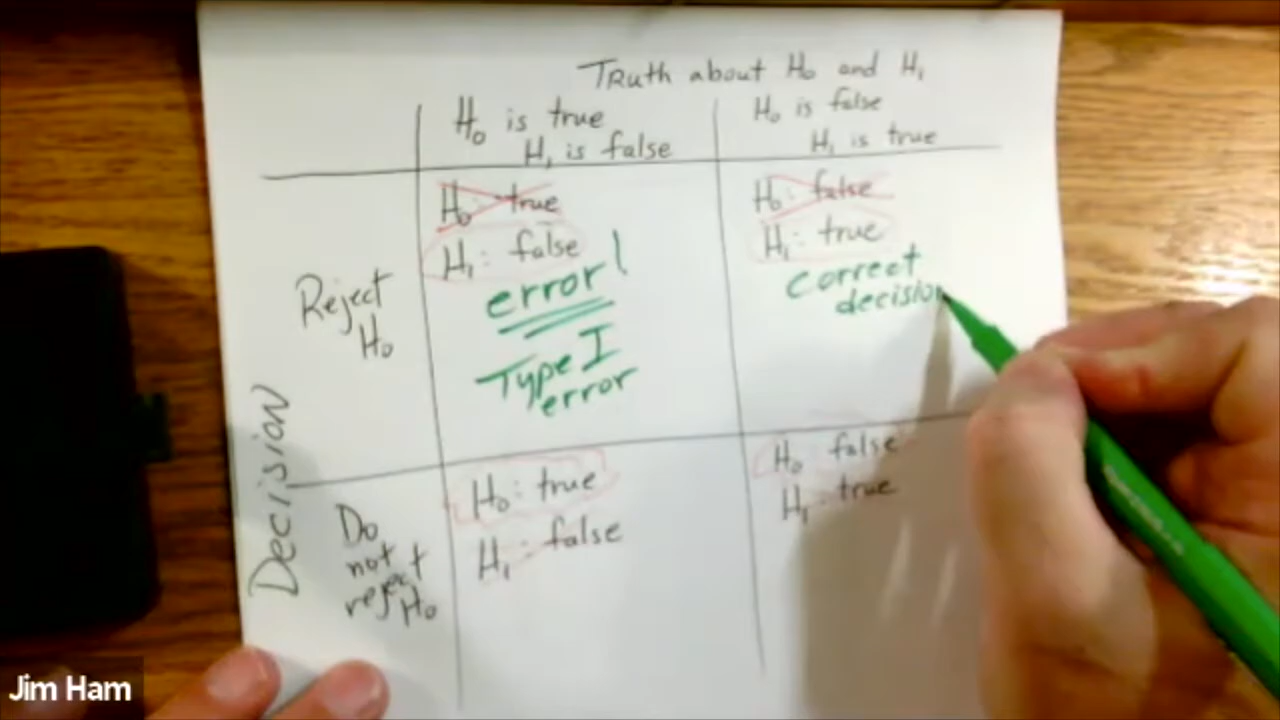 Truth about H₀ and H₁
H₀ is true
H₁ is false
H₀ is false
H₁ is true
Decision
Reject
H₀
H₀: true
H₁: false
error!
Type I
error
H₀: false
H₁: true
correct
decision
Do
not
reject
H₀
H₀: true
H₁: false
H₀ false
H₁: true
Jim Ham